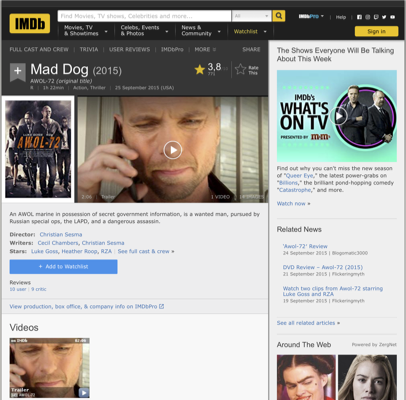 IMDb
Find Movies, TV shows, Celebrities and more...
All
IMDbPro
Help
Movies, TV
& Showtimes
Celebs, Events
& Photos
News &
Community
Watchlist
Sign in
FULL CAST AND CREW | TRIVIA | USER REVIEWS | IMDbPro | MORE
SHARE
Mad Dog (2015)
AWOL-72 (original title)
R | 1h 22min | Action, Thriller | 25 September 2015 (USA)
3,8
Rate
This
AWOL-72
Trailer
1 VIDEO
An AWOL marine in possession of secret government information, is a wanted man, pursued by
Russian special ops, the LAPD, and a dangerous assassin.
Director: Christian Sesma
Writers: Cecil Chambers, Christian Sesma
Stars: Luke Goss, Heather Roop, RZA | See full cast & crew »
+ Add to Watchlist
Reviews
10 user | 9 critic
View production, box office, & company info on IMDbPro
Videos
Trailer
The Shows Everyone Will Be Talking
About This Week
IMDb's
WHAT'S
ON TV
PRESENTED BY m&m's
Find out why you can't miss the new season
of "Queer Eye," the latest power-grabs on
"Billions," the brilliant pond-hopping comedy
"Catastrophe," and more.
Watch now »
Related News
'Awol-72' Review
24 September 2015 | Blogomatic3000
DVD Review – Awol-72 (2015)
21 September 2015 | Flickeringmyth
Watch two clips from Awol-72 starring
Luke Goss and RZA
19 September 2015 | Flickeringmyth
See all related articles »
Around The Web
Powered by ZergNet